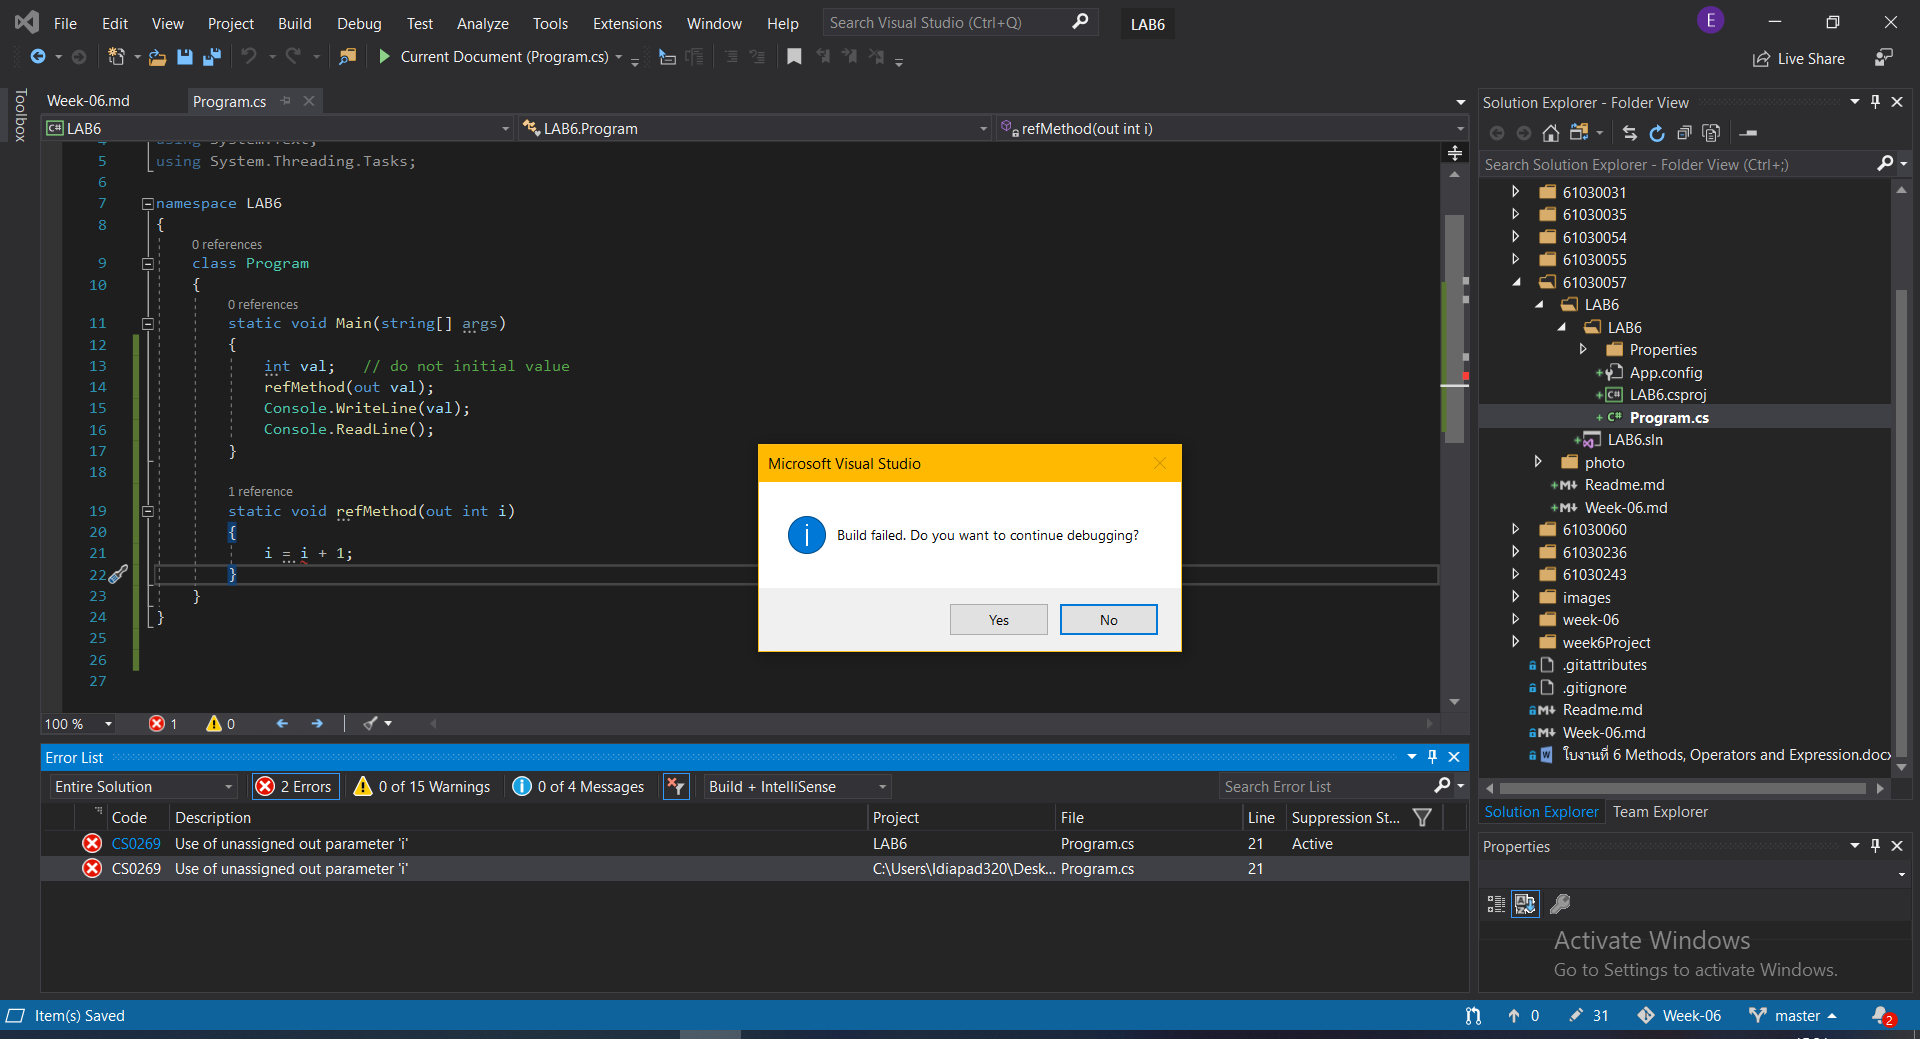 File Edit View Project Build Debug Test Analyze Tools Extensions Window Help Search Visual Studio (Ctrl+Q) LAB6 E
Current Document (Program.cs) Live Share
Toolbox
Week-06.md Program.cs
LAB6 LAB6.Program refMethod(out int i)
4 using System.Text;
5 using System.Threading.Tasks;
6
7 namespace LAB6
8 {
0 references
9 class Program
10 {
0 references
11 static void Main(string[] args)
12 {
13 int val; // do not initial value
14 refMethod(out val);
15 Console.WriteLine(val);
16 Console.ReadLine();
17 }
18
1 reference
19 static void refMethod(out int i)
20 {
21 i = i + 1;
22 }
23 }
24 }
25
26
27
100 % 1 0
Microsoft Visual Studio
Build failed. Do you want to continue debugging?
Yes No
Error List
Entire Solution 2 Errors 0 of 15 Warnings 0 of 4 Messages Build + IntelliSense Search Error List
Code Description Project File Line Suppression St...
CS0269 Use of unassigned out parameter 'i' LAB6 Program.cs 21 Active
CS0269 Use of unassigned out parameter 'i' C:\Users\Idiapad320\Desk... Program.cs 21
Solution Explorer - Folder View
Search Solution Explorer - Folder View (Ctrl+;)
61030031
61030035
61030054
61030055
61030057
LAB6
LAB6
Properties
App.config
LAB6.csproj
Program.cs
LAB6.sln
photo
Readme.md
Week-06.md
61030060
61030236
61030243
images
week-06
week6Project
.gitattributes
.gitignore
Readme.md
Week-06.md
ใบงานที่ 6 Methods, Operators and Expression.docx
Solution Explorer Team Explorer
Properties
Activate Windows
Go to Settings to activate Windows.
Item(s) Saved 0 31 Week-06 master 2